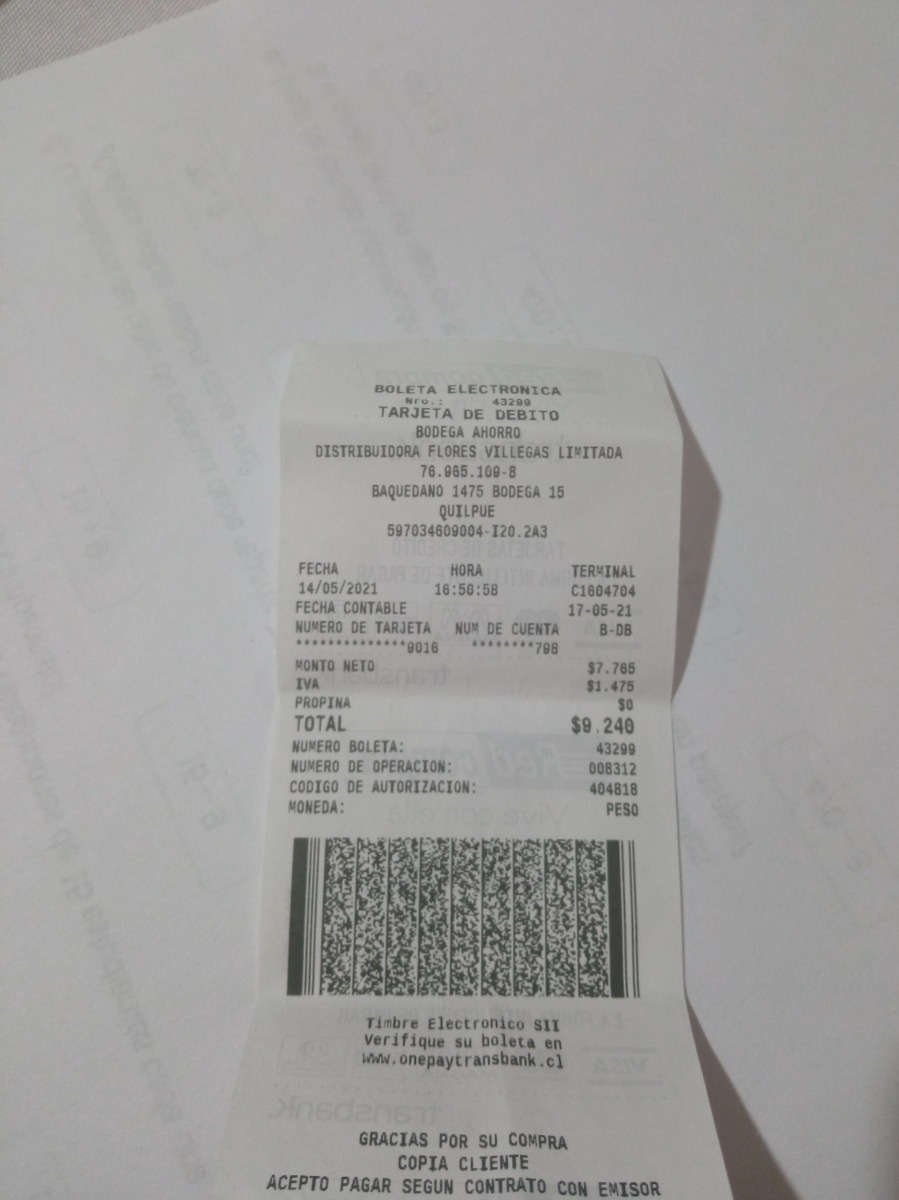 BOLETA ELECTRONICA
Nro.: 43299
TARJETA DE DEBITO
BODEGA AHORRO
DISTRIBUIDORA FLORES VILLEGAS LIMITADA
76.965.109-8
BAQUEDANO 1475 BODEGA 15
QUILPUE
597034609004-I20.2A3
FECHA HORA TERMINAL
14/05/2021 16:50:58 C1604704
FECHA CONTABLE 17-05-21
NUMERO DE TARJETA NUM DE CUENTA B-DB
**************9016 ********798
MONTO NETO $7.765
IVA $1.475
PROPINA $0
TOTAL $9.240
NUMERO BOLETA: 43299
NUMERO DE OPERACION: 008312
CODIGO DE AUTORIZACION: 404818
MONEDA: PESO
Timbre Electronico SII
Verifique su boleta en
www.onepaytransbank.cl
GRACIAS POR SU COMPRA
COPIA CLIENTE
ACEPTO PAGAR SEGUN CONTRATO CON EMISOR